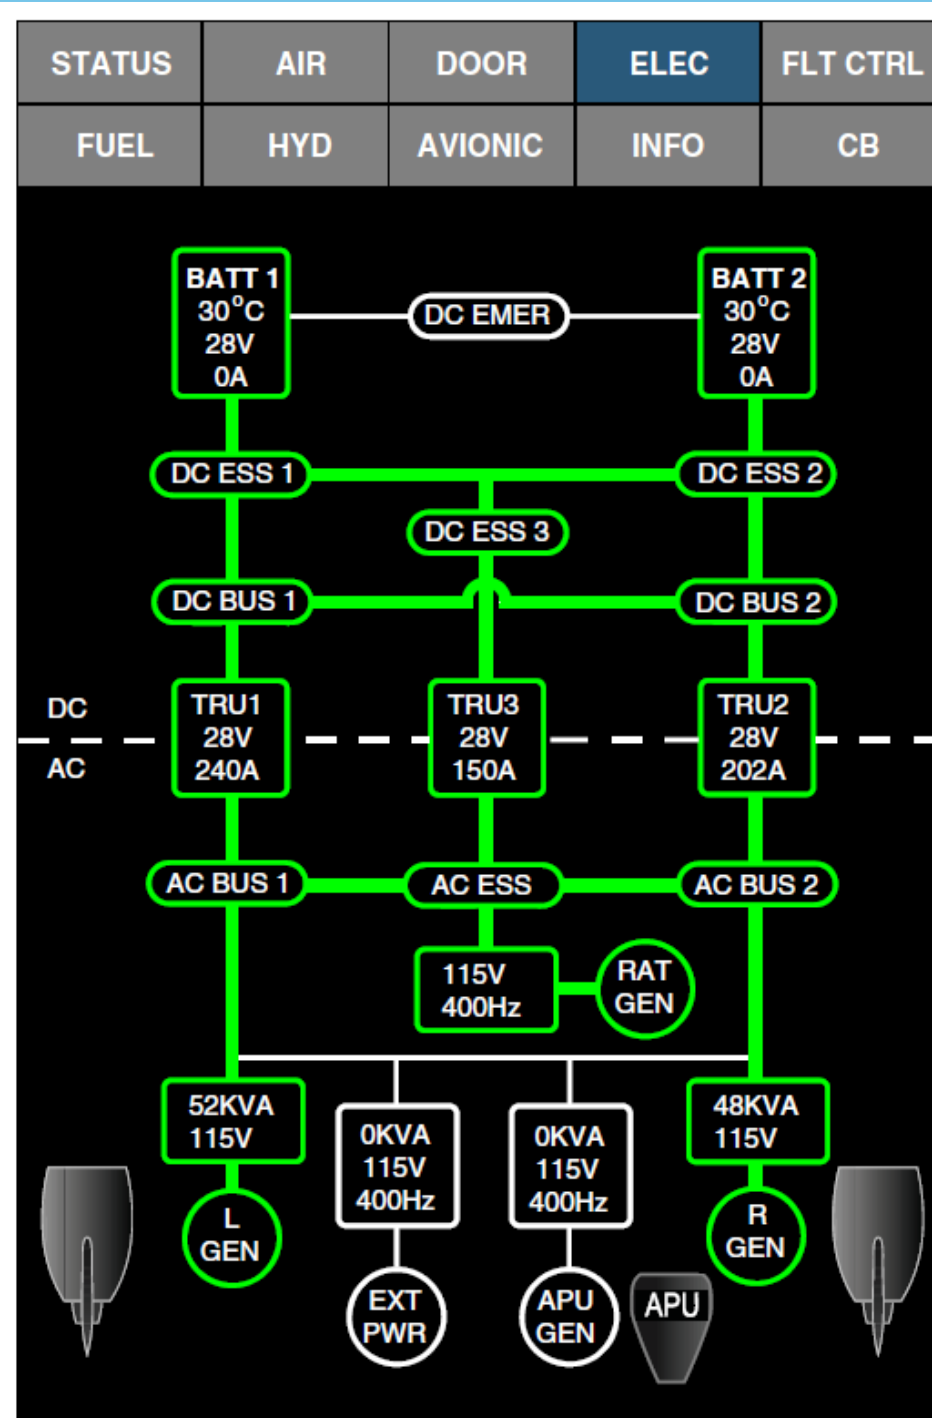 STATUS AIR DOOR ELEC FLT CTRL
FUEL HYD AVIONIC INFO CB
BATT 1
30°C
28V
0A
DC EMER
BATT 2
30°C
28V
0A
DC ESS 1
DC ESS 2
DC ESS 3
DC BUS 1
DC BUS 2
DC
AC
TRU1
28V
240A
TRU3
28V
150A
TRU2
28V
202A
AC BUS 1
AC ESS
AC BUS 2
115V
400Hz
RAT
GEN
52KVA
115V
0KVA
115V
400Hz
0KVA
115V
400Hz
48KVA
115V
L
GEN
EXT
PWR
APU
GEN
APU
R
GEN